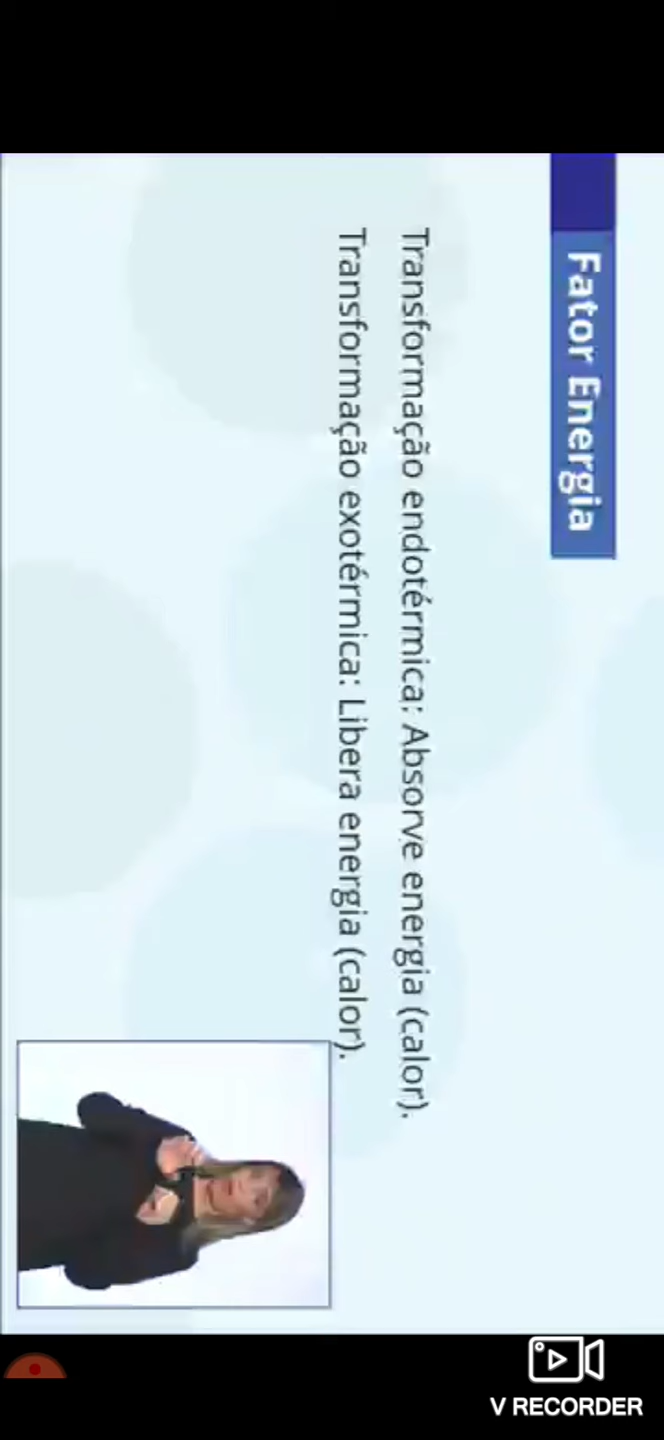 Fator Energia
Transformação endotérmica: Absorve energia (calor).
Transformação exotérmica: Libera energia (calor).
V RECORDER